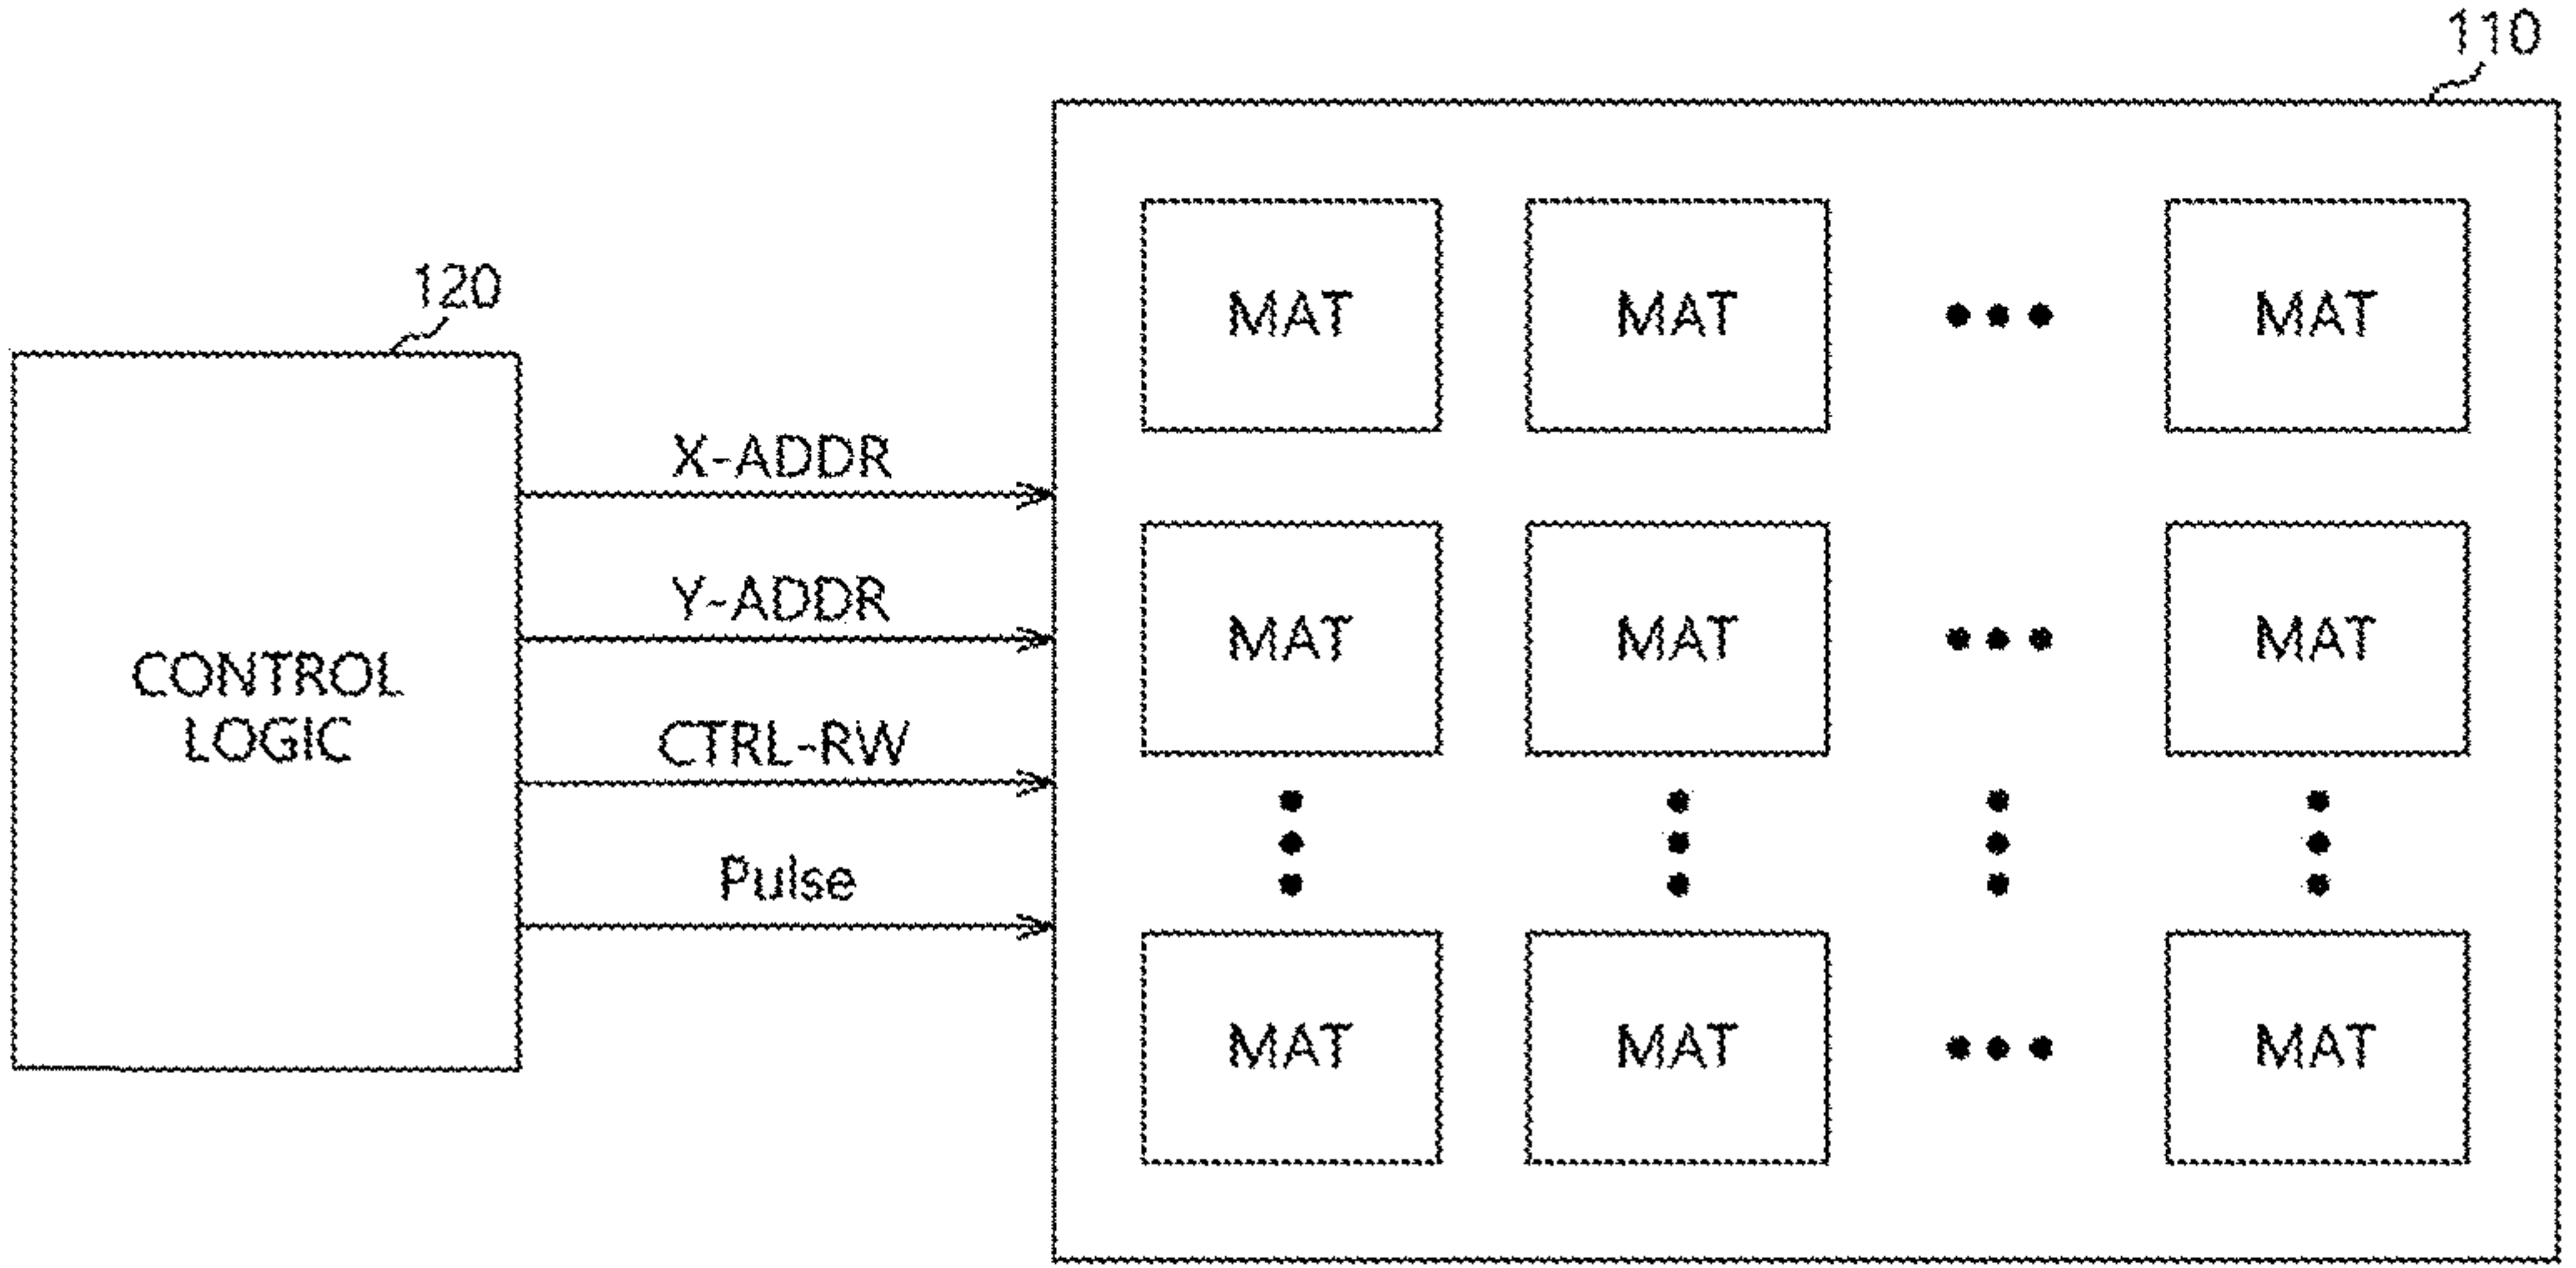 110
120
MAT MAT MAT
X-ADDR
Y-ADDR
MAT MAT MAT
CONTROL
LOGIC
CTRL-RW
Pulse
MAT MAT MAT